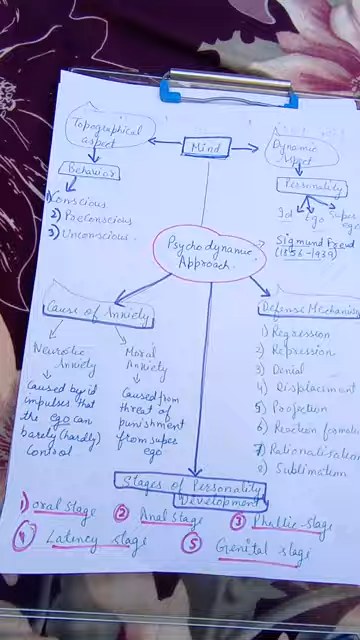 Topographical
aspect
Mind
Dynamic
Aspect
Behavior
Personality
1) Conscious
2) PreConscious
3) Unconscious.
Id Ego Super
ego
Psychodynamic
Approach.
Sigmund Freud
(1856-1939)
Cause of Anxiety
Defense Mechanism
Neurotic
Anxiety
Caused by id
impulses that
the ego can
barely (hardly)
Control
Moral
Anxiety
Caused from
threat of
punishment
from super
ego
1) Regression
2) Repression
3) Denial
4) Displacement
5) Projection
6) Reaction formatio
7) Rationalisation
8) Sublimation
Stages of Personality
Development
1) oral stage
2 Anal stage
3 Phallic stage
4 Latency stage
5 Genital stage